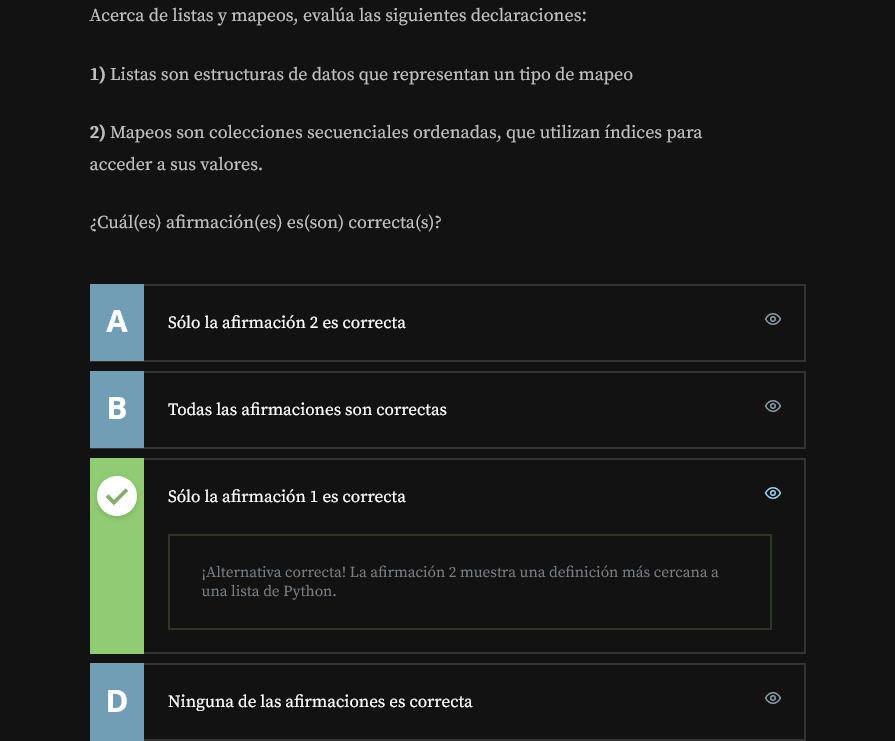 Acerca de listas y mapeos, evalúa las siguientes declaraciones:
1) Listas son estructuras de datos que representan un tipo de mapeo
2) Mapeos son colecciones secuenciales ordenadas, que utilizan índices para
acceder a sus valores.
¿Cuál(es) afirmación(es) es(son) correcta(s)?
A Sólo la afirmación 2 es correcta
B Todas las afirmaciones son correctas
Sólo la afirmación 1 es correcta
¡Alternativa correcta! La afirmación 2 muestra una definición más cercana a
una lista de Python.
D Ninguna de las afirmaciones es correcta